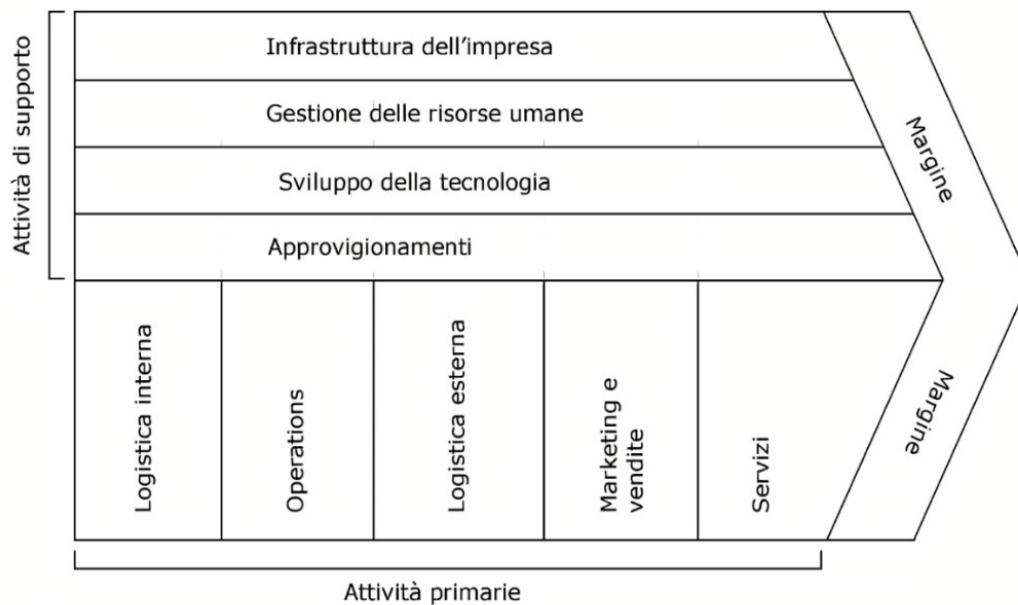 Attività di supporto
Infrastruttura dell'impresa
Gestione delle risorse umane
Sviluppo della tecnologia
Approvigionamenti
Margine
Logistica interna
Operations
Logistica esterna
Marketing e
vendite
Servizi
Margine
Attività primarie